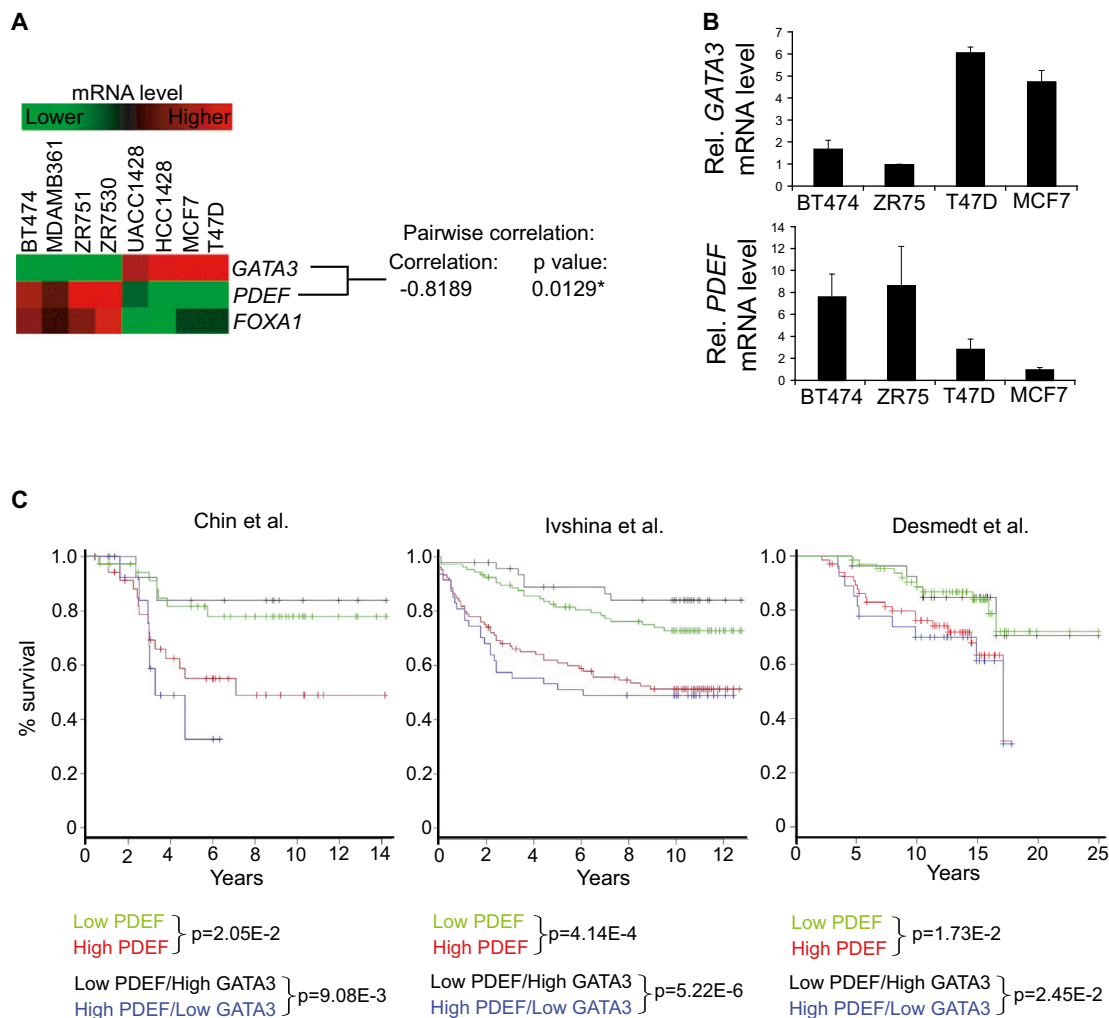 A
mRNA level
Lower Higher
BT474
MDAMB361
ZR751
ZR7530
UACC1428
HCC1428
MCF7
T47D
GATA3
PDEF
FOXA1
Pairwise correlation:
Correlation: p value:
-0.8189 0.0129*
B
Rel. GATA3
mRNA level
7
6
5
4
3
2
1
0
BT474 ZR75 T47D MCF7
Rel. PDEF
mRNA level
14
12
10
8
6
4
2
0
BT474 ZR75 T47D MCF7
C
Chin et al.
% survival
1.0
0.8
0.6
0.4
0.2
0
0 2 4 6 8 10 12 14
Years
Low PDEF
High PDEF
p=2.05E-2
Low PDEF/High GATA3
High PDEF/Low GATA3
p=9.08E-3
Ivshina et al.
1.0
0.8
0.6
0.4
0.2
0
0 2 4 6 8 10 12
Years
Low PDEF
High PDEF
p=4.14E-4
Low PDEF/High GATA3
High PDEF/Low GATA3
p=5.22E-6
Desmedt et al.
1.0
0.8
0.6
0.4
0.2
0
0 5 10 15 20 25
Years
Low PDEF
High PDEF
p=1.73E-2
Low PDEF/High GATA3
High PDEF/Low GATA3
p=2.45E-2